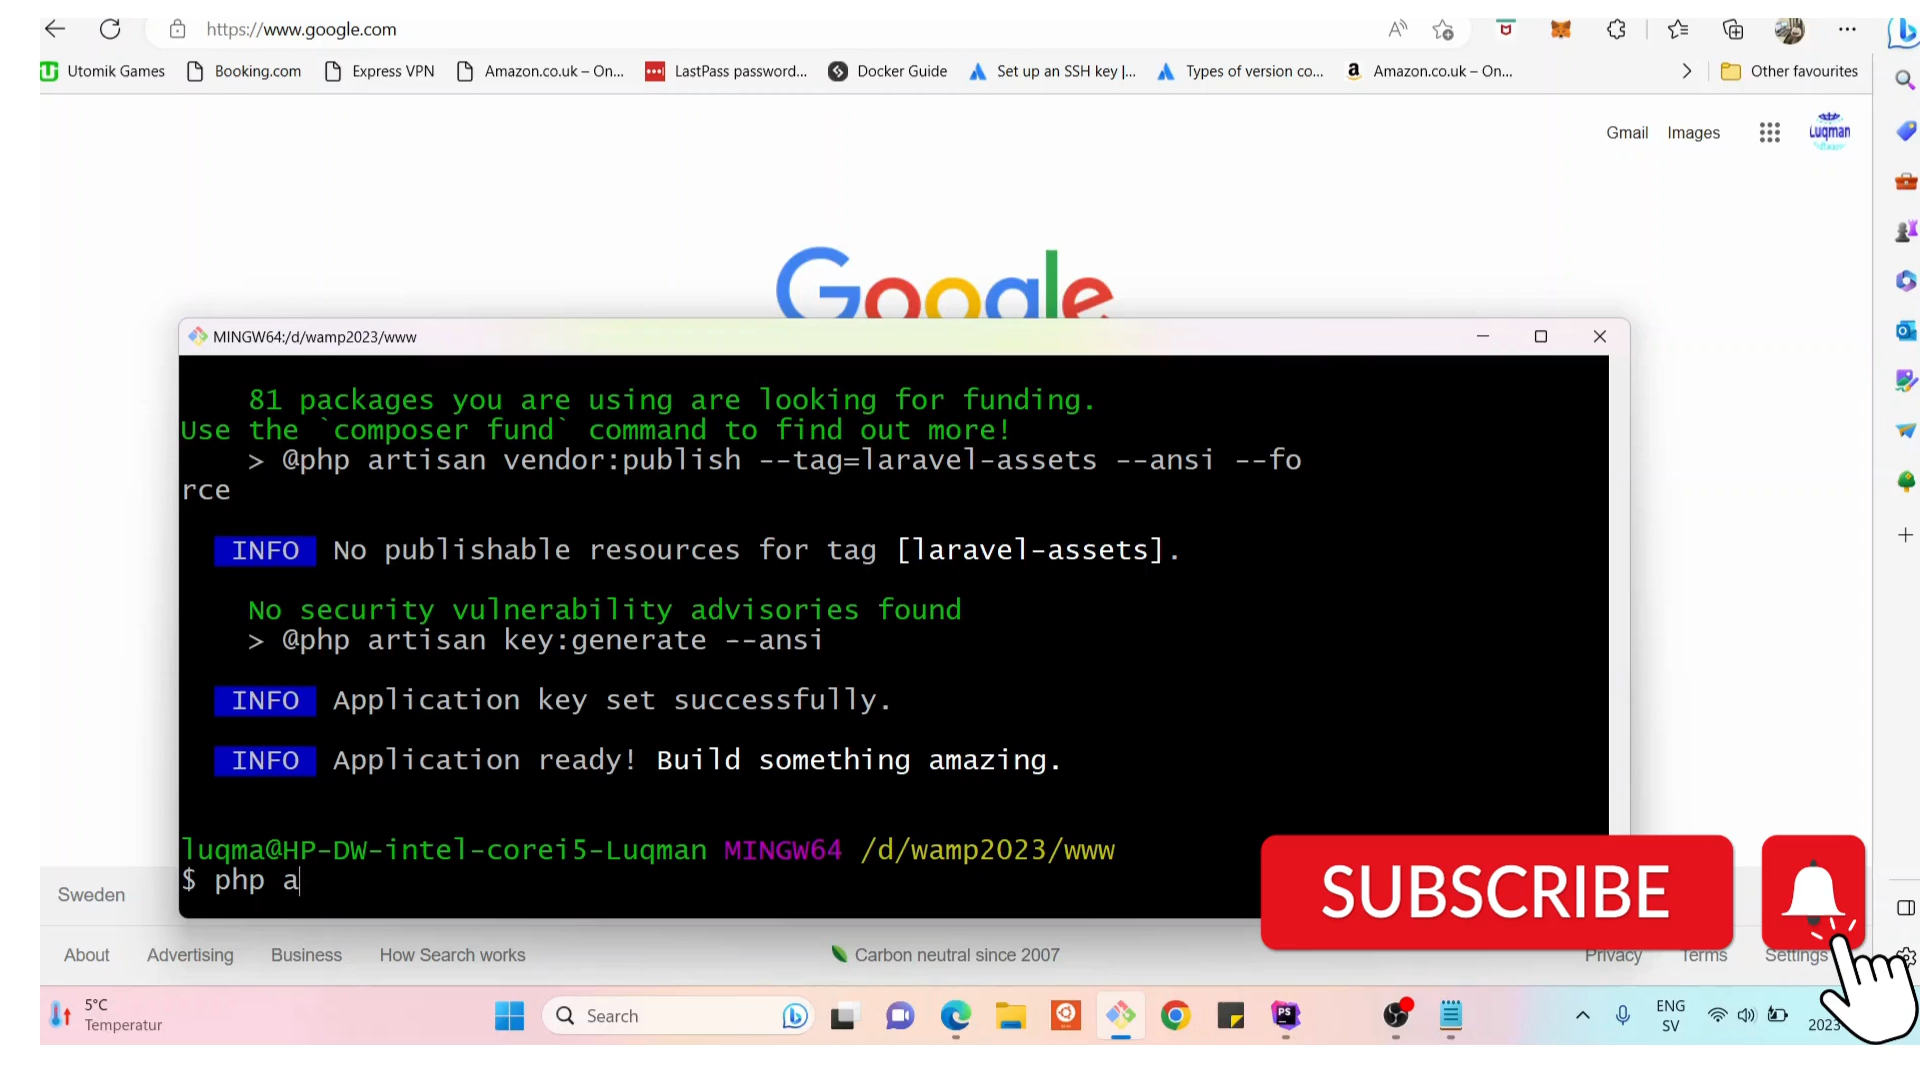 https://www.google.com
Utomik Games
Booking.com
Express VPN
Amazon.co.uk – On...
LastPass password...
Docker Guide
Set up an SSH key |...
Types of version co...
a Amazon.co.uk – On...
Other favourites
Gmail
Images
Luqman
Google
MINGW64:/d/wamp2023/www
81 packages you are using are looking for funding.
Use the `composer fund` command to find out more!
> @php artisan vendor:publish --tag=laravel-assets --ansi --fo
rce
INFO No publishable resources for tag [laravel-assets].
No security vulnerability advisories found
> @php artisan key:generate --ansi
INFO Application key set successfully.
INFO Application ready! Build something amazing.
luqma@HP-DW-intel-corei5-Luqman MINGW64 /d/wamp2023/www
$ php a
SUBSCRIBE
Sweden
About
Advertising
Business
How Search works
Carbon neutral since 2007
Privacy
Terms
Settings
5°C
Temperatur
Search
PS
ENG
SV
2023